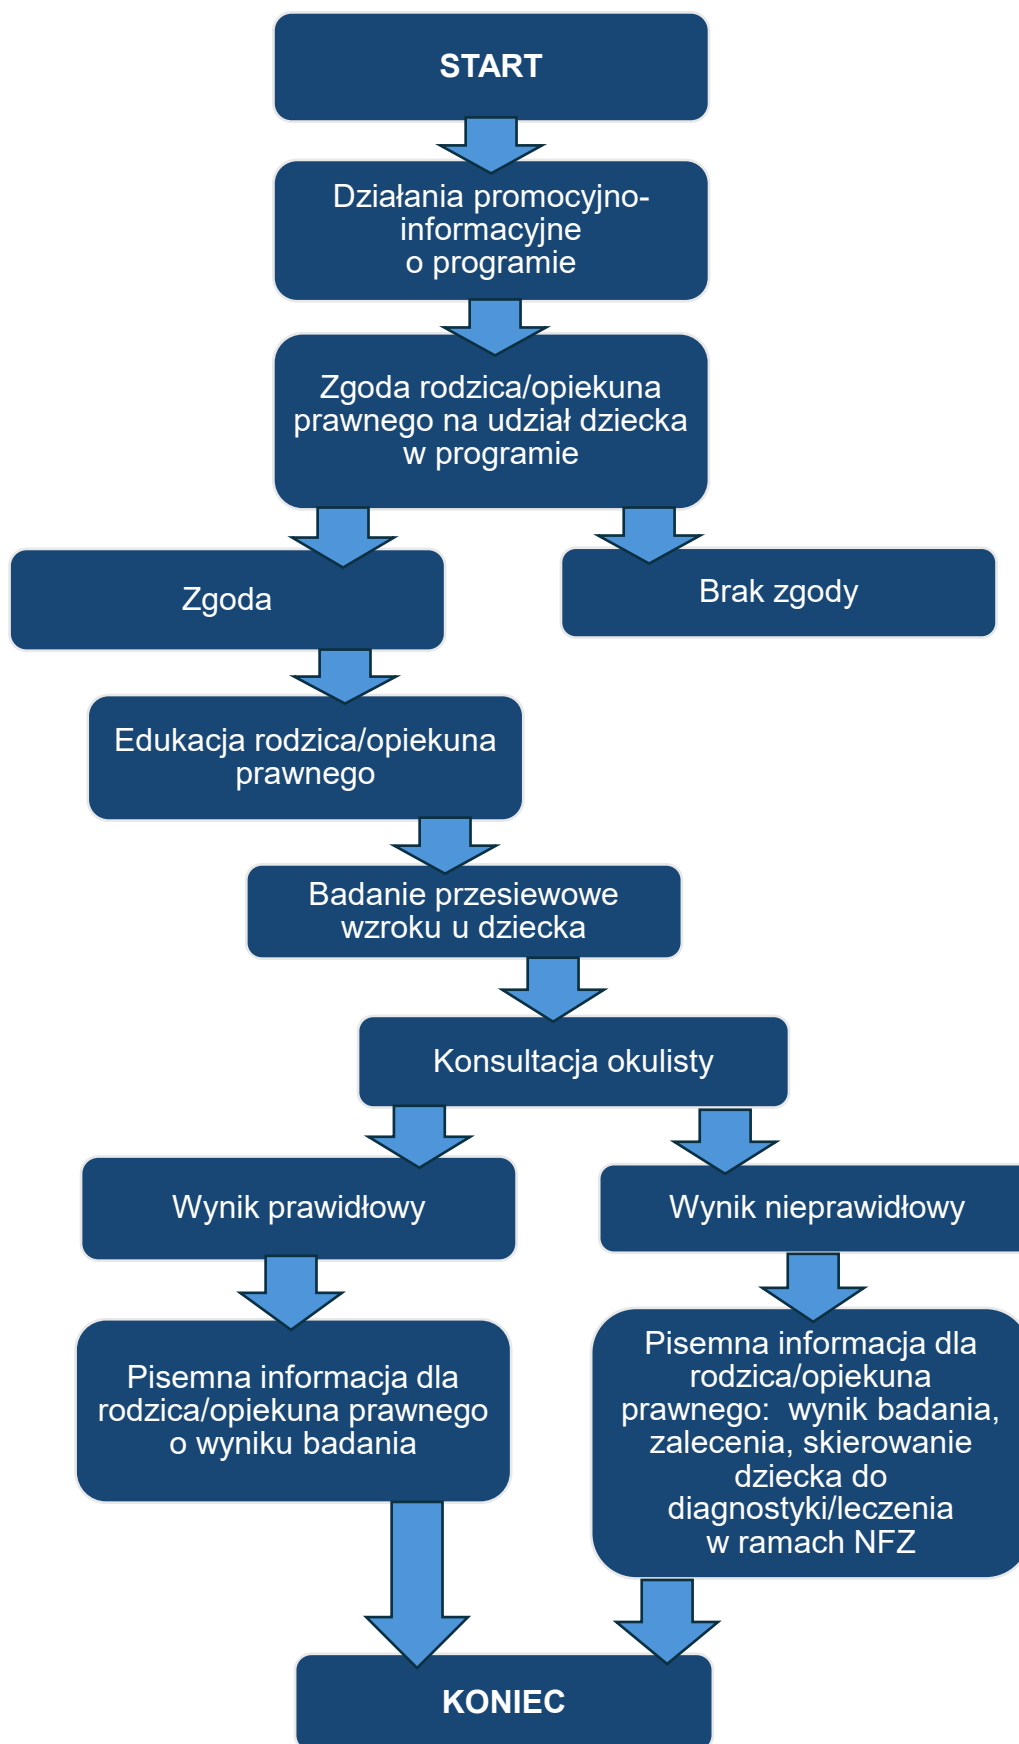 START
Działania promocyjno-
informacyjne
o programie
Zgoda rodzica/opiekuna
prawnego na udział dziecka
w programie
Zgoda
Brak zgody
Edukacja rodzica/opiekuna
prawnego
Badanie przesiewowe
wzroku u dziecka
Konsultacja okulisty
Wynik prawidłowy
Wynik nieprawidłowy
Pisemna informacja dla
rodzica/opiekuna prawnego
o wyniku badania
Pisemna informacja dla
rodzica/opiekuna
prawnego:  wynik badania,
zalecenia, skierowanie
dziecka do
diagnostyki/leczenia
w ramach NFZ
KONIEC